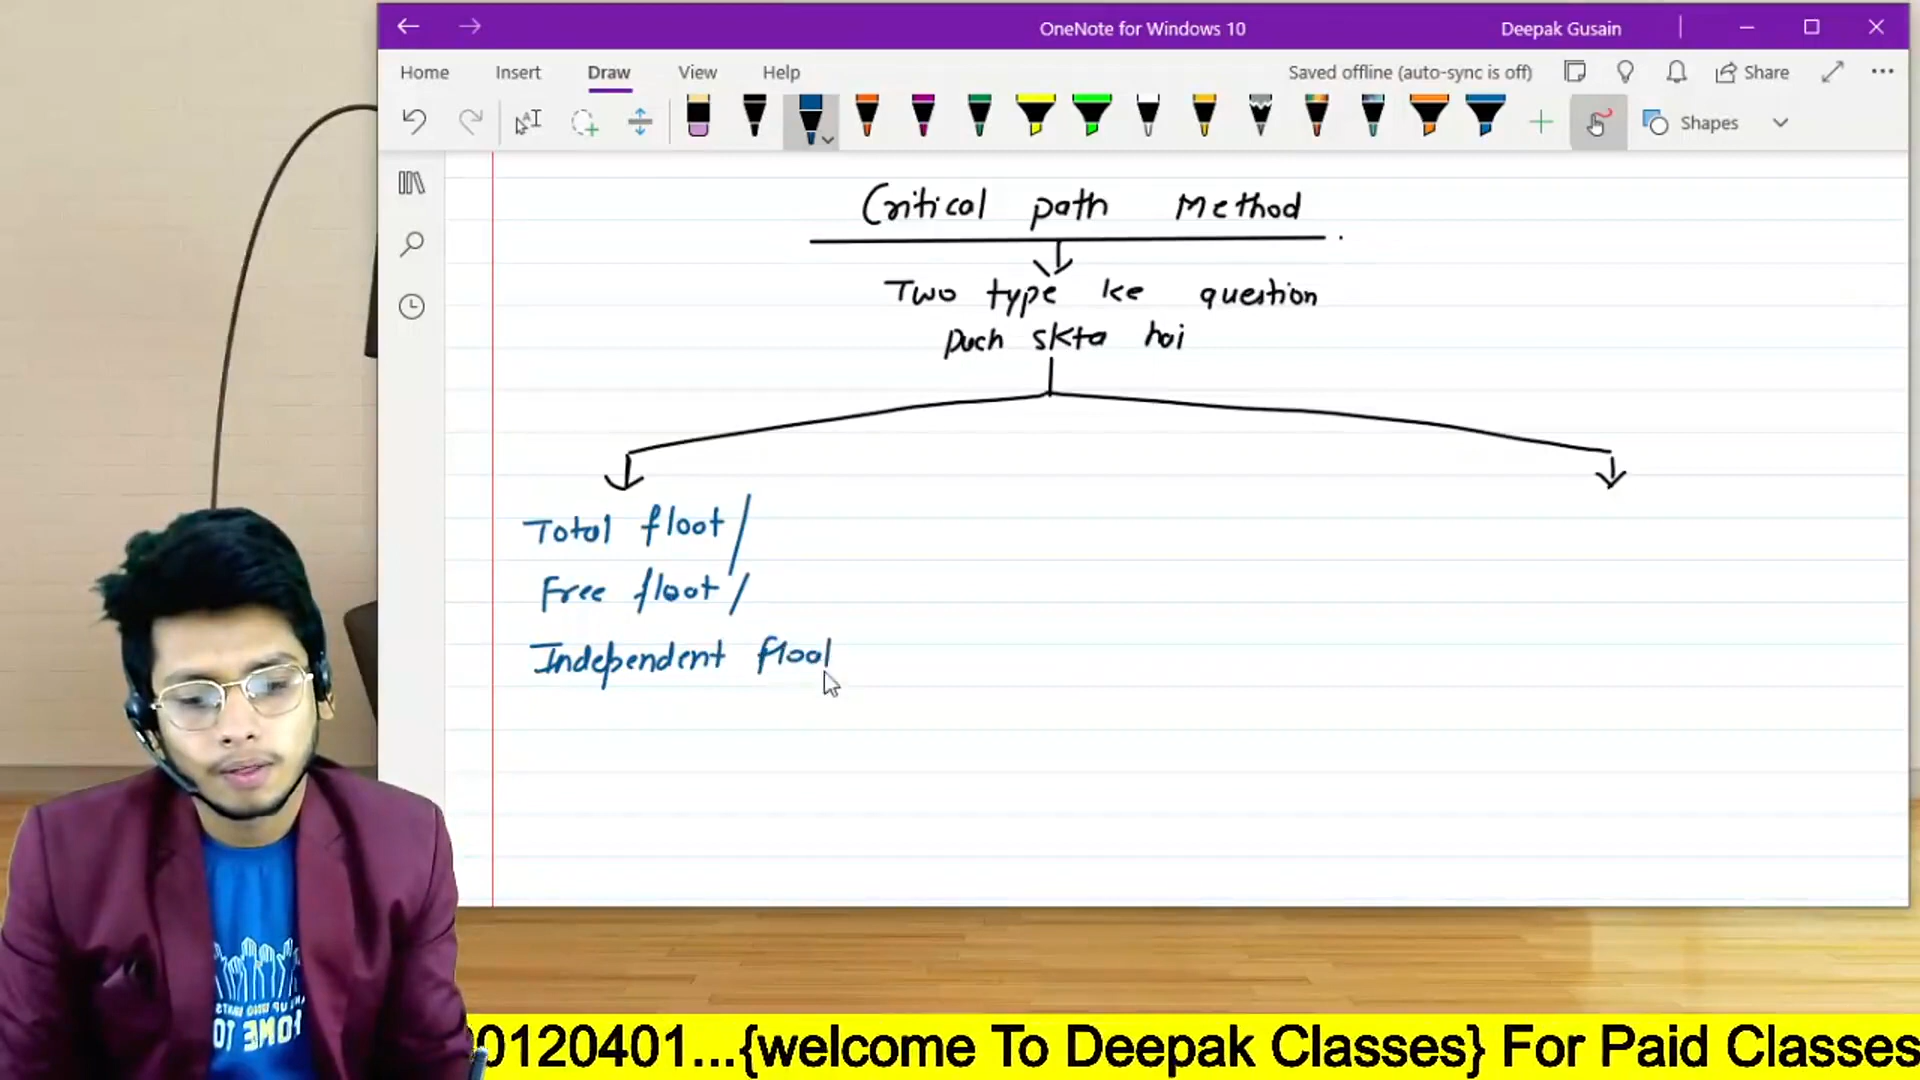 OneNote for Windows 10
Deepak Gusain
Home Insert Draw View Help
Saved offline (auto-sync is off)
Share
Shapes
Critical path Method
Two type ke question
Puch skta hai
Total float/
Free float/
Independent floal
00120401...{welcome To Deepak Classes} For Paid Classes